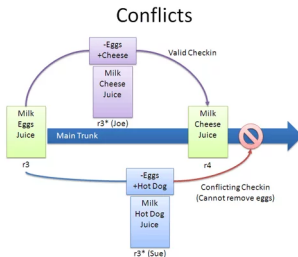 Conflicts
-Eggs
+Cheese
Valid Checkin
Milk
Cheese
Juice
r3* (Joe)
Milk
Eggs
Juice
r3
Main Trunk
Milk
Cheese
Juice
r4
-Eggs
+Hot Dog
Conflicting Checkin
(Cannot remove eggs)
Milk
Hot Dog
Juice
r3* (Sue)